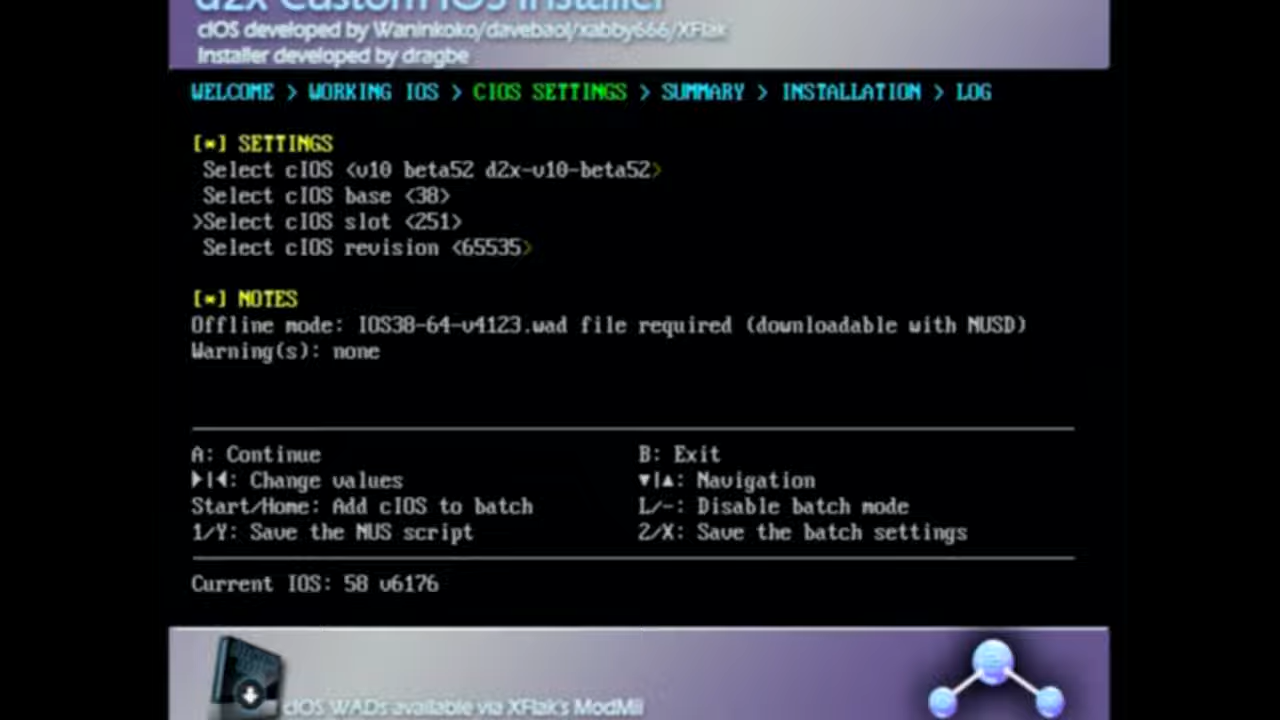 d2x Custom IOS Installer
cIOS developed by Waninkoko/davebaol/xabby666/XFlak
Installer developed by dragbe
WELCOME > WORKING IOS > CIOS SETTINGS > SUMMARY > INSTALLATION > LOG
[*] SETTINGS
Select cIOS <v10 beta52 d2x-v10-beta52>
Select cIOS base <38>
>Select cIOS slot <251>
Select cIOS revision <65535>
[*] NOTES
Offline mode: IOS38-64-v4123.wad file required (downloadable with NUSD)
Warning(s): none
A: Continue B: Exit
►|◄: Change values ▼|▲: Navigation
Start/Home: Add cIOS to batch L/-: Disable batch mode
1/Y: Save the NUS script 2/X: Save the batch settings
Current IOS: 58 v6176
cIOS WADs available via XFlak's ModMii